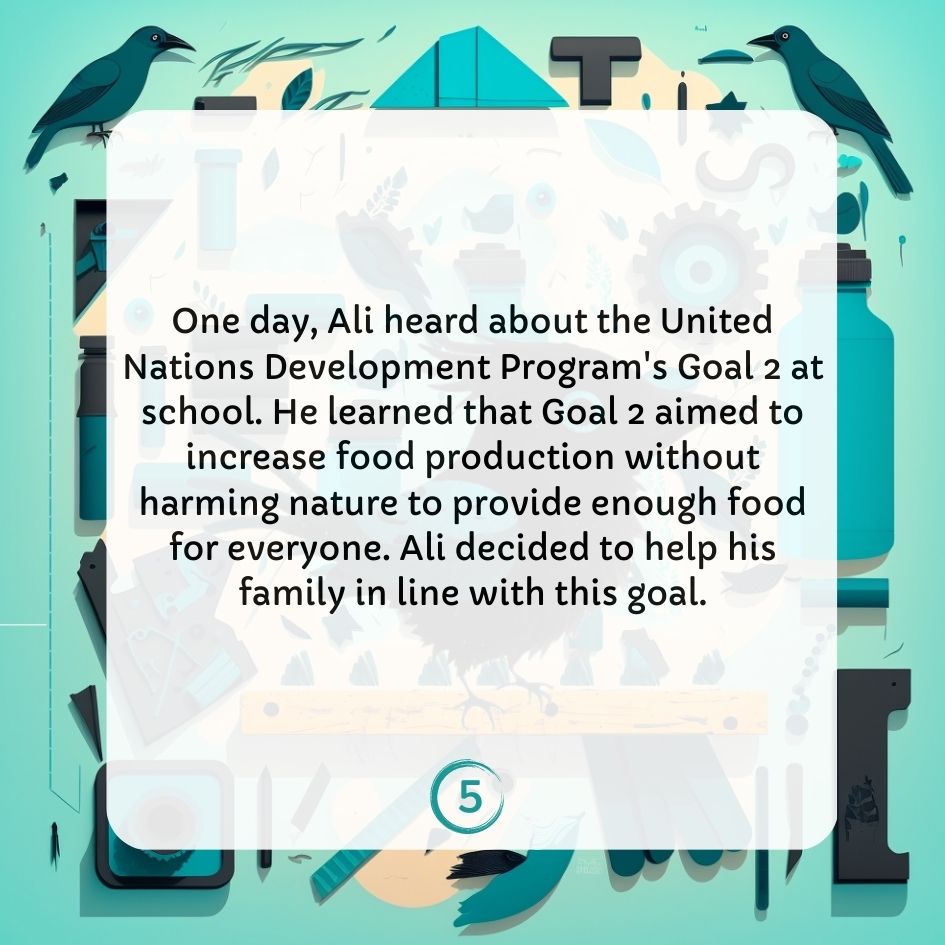 One day, Ali heard about the United
Nations Development Program's Goal 2 at
school. He learned that Goal 2 aimed to
increase food production without
harming nature to provide enough food
for everyone. Ali decided to help his
family in line with this goal.
5